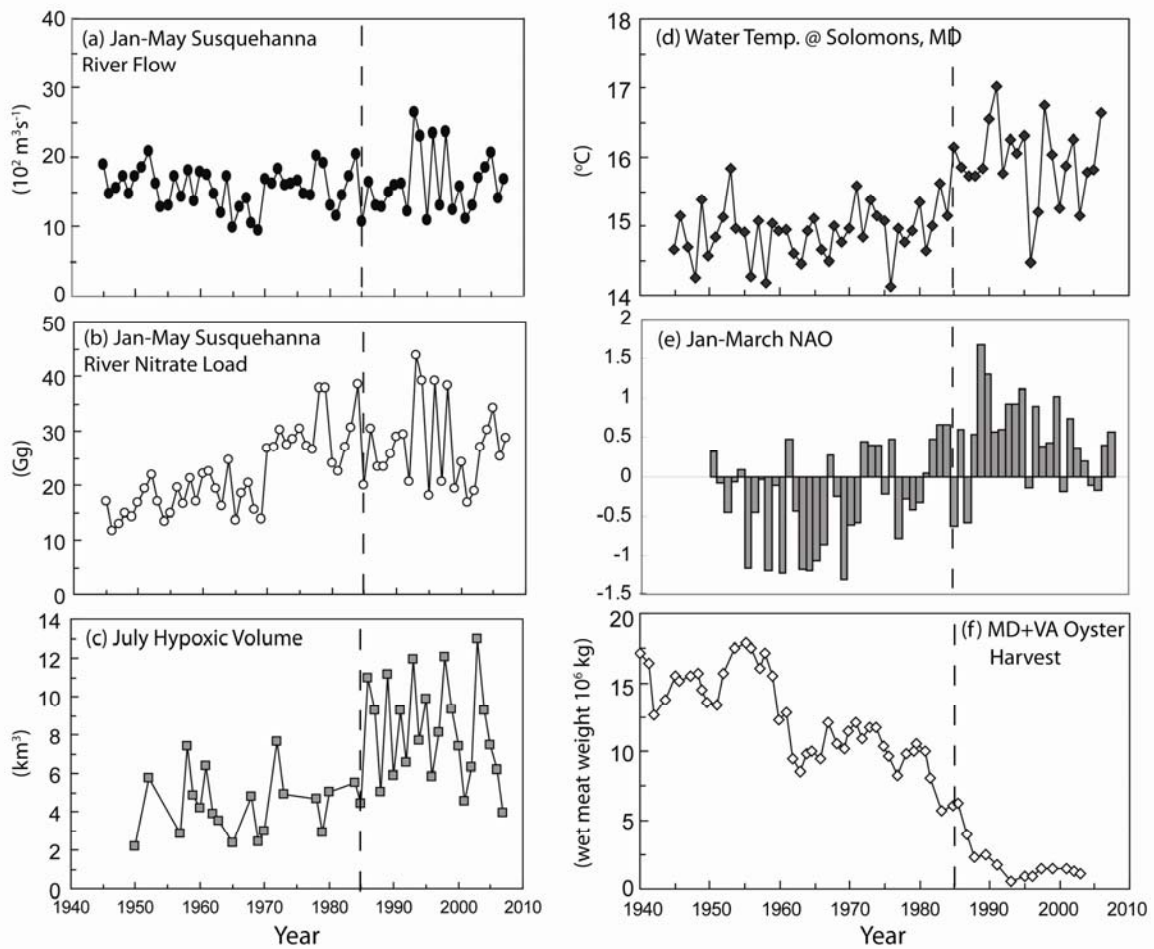 40
30
20
10
0
(10² m³s⁻¹)
(a) Jan-May Susquehanna
River Flow
50
40
30
20
10
0
(Gg)
(b) Jan-May Susquehanna
River Nitrate Load
14
12
10
8
6
4
2
0
(km³)
(c) July Hypoxic Volume
1940 1950 1960 1970 1980 1990 2000 2010
Year
18
17
16
15
14
(°C)
(d) Water Temp. @ Solomons, MD
2
1.5
1
0.5
0
-0.5
-1
-1.5
(e) Jan-March NAO
20
15
10
5
0
(wet meat weight 10⁶ kg)
(f) MD+VA Oyster
Harvest
1940 1950 1960 1970 1980 1990 2000 2010
Year